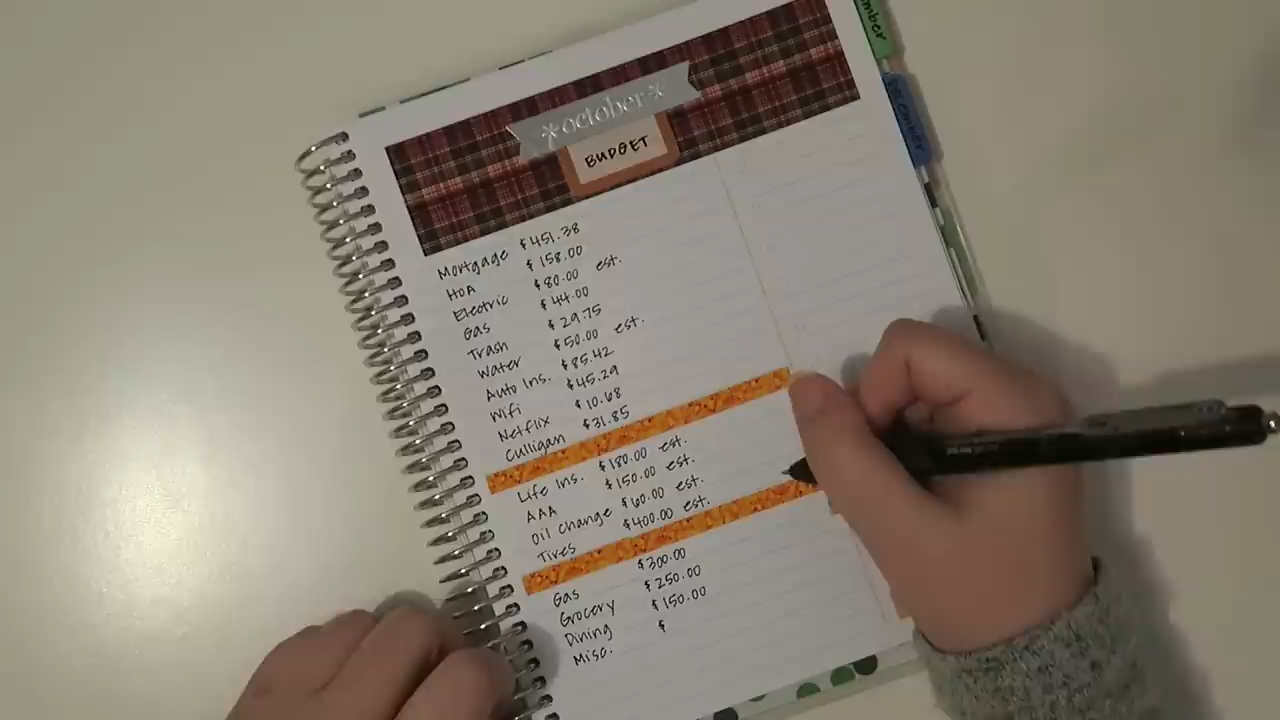 *october*
BUDGET
Mortgage $451.38
HOA $158.00
Electric $80.00 est.
Gas $44.00
Trash $29.75
Water $50.00 est.
Auto Ins. $85.42
Wifi $45.29
Netflix $10.68
Culligan $31.85
Life Ins. $180.00 est.
AAA $150.00 est.
Oil Change $60.00 est.
Tires $400.00 est.
Gas $300.00
Grocery $250.00
Dining $150.00
Misc. $
mber
December